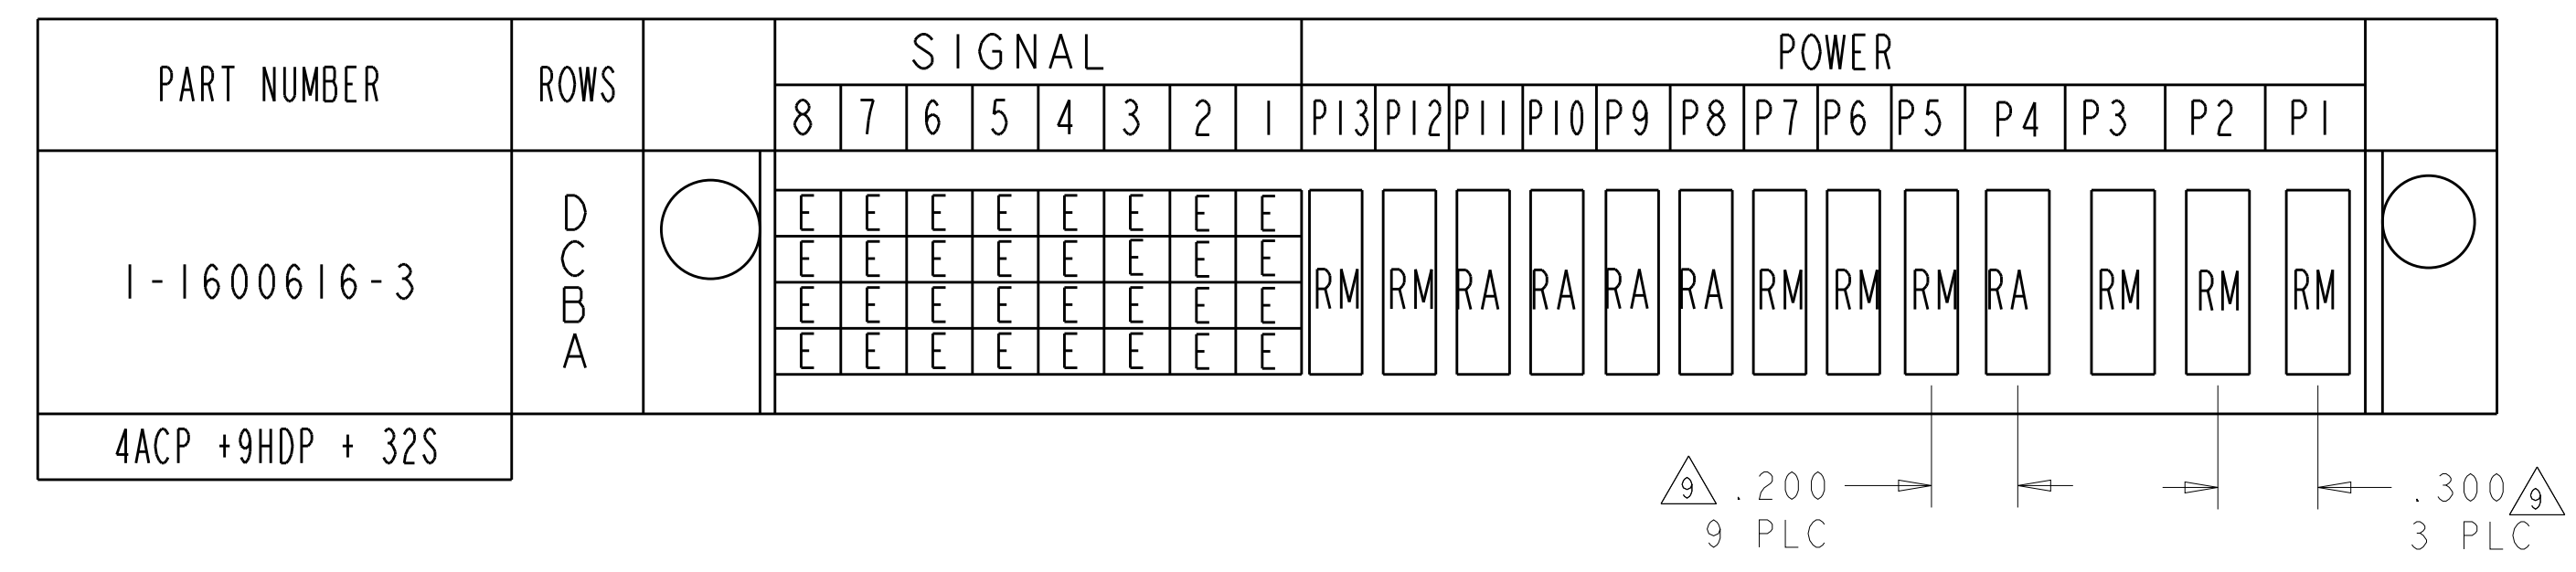 PART NUMBER ROWS SIGNAL POWER
8 7 6 5 4 3 2 1 P13 P12 P11 P10 P9 P8 P7 P6 P5 P4 P3 P2 P1
D E E E E E E E E
C E E E E E E E E
1-1600616-3 RM RM RA RA RA RA RM RM RM RA RM RM RM
B E E E E E E E E
A E E E E E E E E
4ACP +9HDP + 32S
9 .200 .300 9
9 PLC 3 PLC